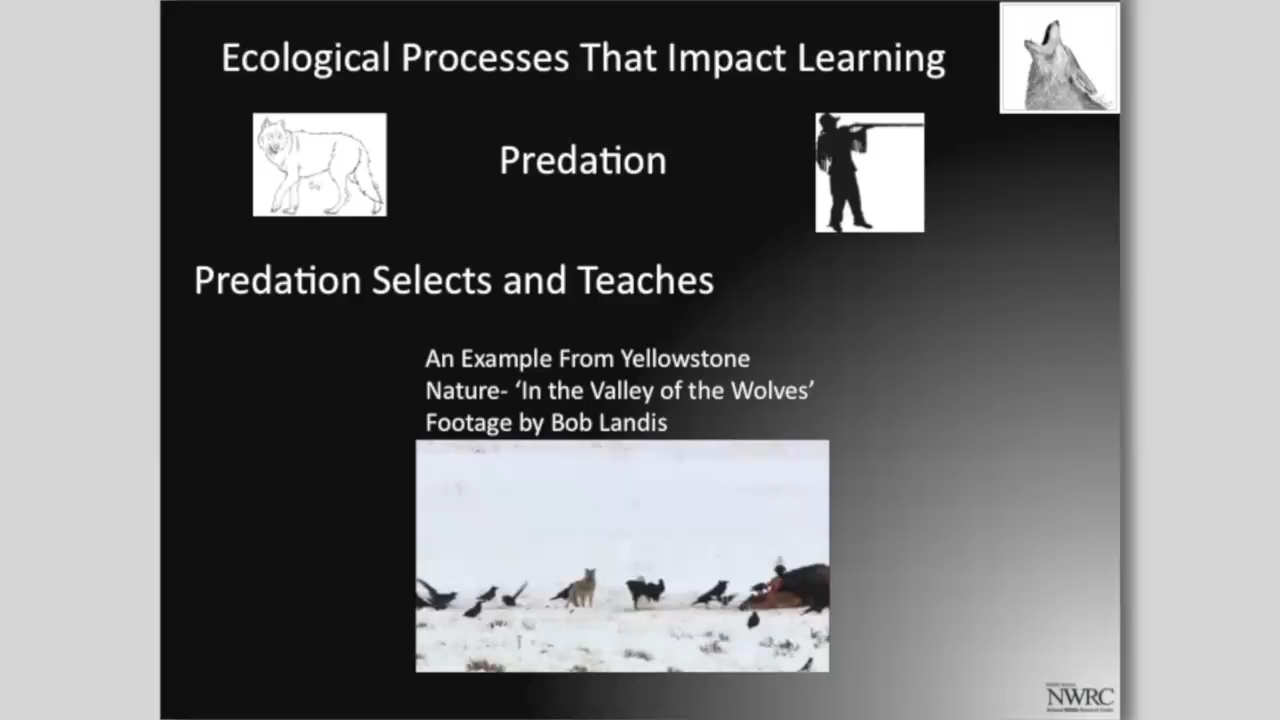 Ecological Processes That Impact Learning
Predation
Predation Selects and Teaches
An Example From Yellowstone
Nature- ‘In the Valley of the Wolves’
Footage by Bob Landis
NWRC